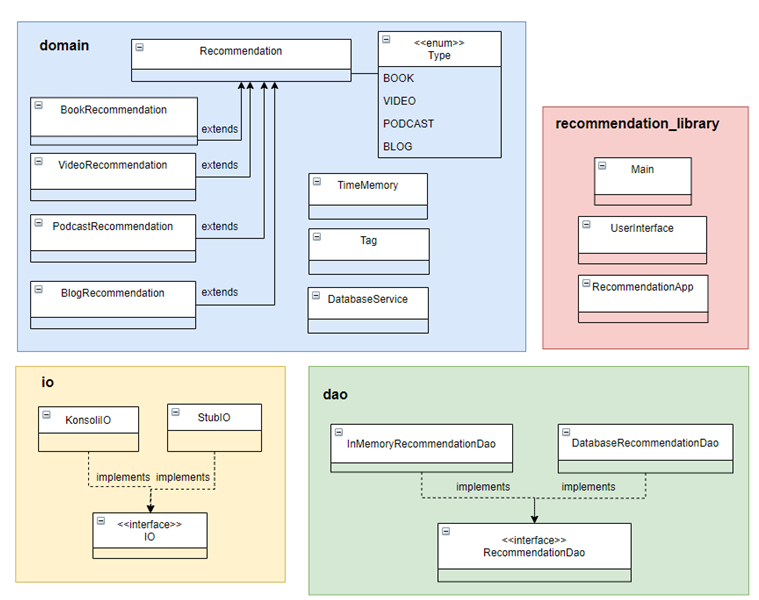 domain
Recommendation
<<enum>>
Type
BOOK
VIDEO
PODCAST
BLOG
BookRecommendation
extends
VideoRecommendation
extends
PodcastRecommendation
extends
BlogRecommendation
extends
TimeMemory
Tag
DatabaseService
recommendation_library
Main
UserInterface
RecommendationApp
io
KonsoliIO
StubIO
implements
implements
<<interface>>
IO
dao
InMemoryRecommendationDao
DatabaseRecommendationDao
implements
implements
<<interface>>
RecommendationDao